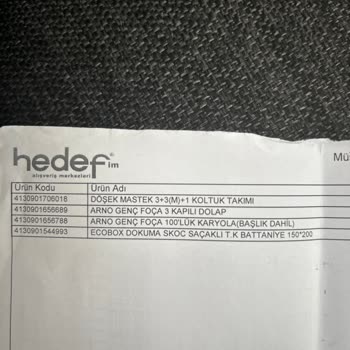 hedef im
alışveriş merkezleri
Mü
Ürün Kodu Ürün Adı
4130901706016 DÖŞEK MASTEK 3+3(M)+1 KOLTUK TAKIMI
4130901656689 ARNO GENÇ FOÇA 3 KAPILI DOLAP
4130901656788 ARNO GENÇ FOÇA 100'LÜK KARYOLA(BAŞLIK DAHİL)
4130901544993 ECOBOX DOKUMA SKOC SAÇAKLI T.K BATTANİYE 150*200